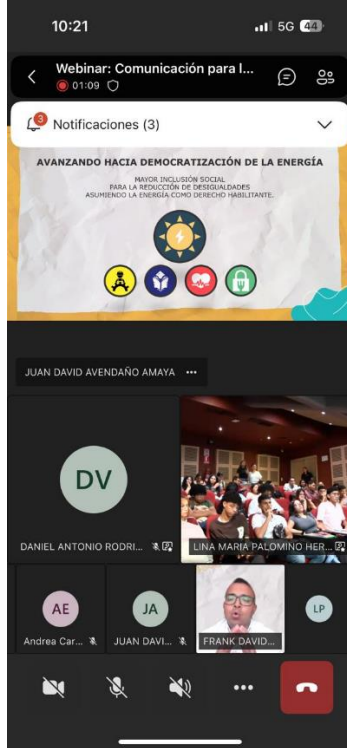 10:21
5G 44
Webinar: Comunicación para l...
01:09
3
Notificaciones (3)
AVANZANDO HACIA DEMOCRATIZACIÓN DE LA ENERGÍA
MAYOR INCLUSIÓN SOCIAL
PARA LA REDUCCIÓN DE DESIGUALDADES
ASUMIENDO LA ENERGÍA COMO DERECHO HABILITANTE.
JUAN DAVID AVENDAÑO AMAYA ...
DV
DANIEL ANTONIO RODRI...
LINA MARIA PALOMINO HER...
AE
JA
LP
Andrea Car...
JUAN DAVI...
FRANK DAVID...